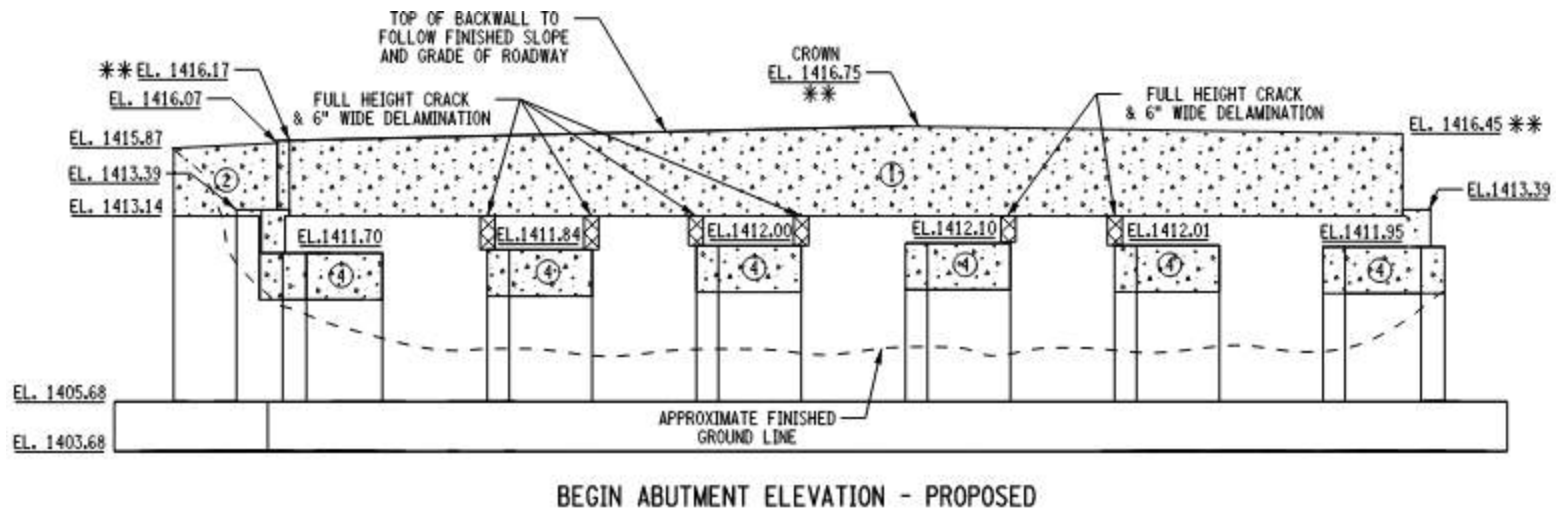 TOP OF BACKWALL TO
FOLLOW FINISHED SLOPE
AND GRADE OF ROADWAY
CROWN
EL. 1416.75
**
** EL. 1416.17
EL. 1416.07
FULL HEIGHT CRACK
& 6" WIDE DELAMINATION
FULL HEIGHT CRACK
& 6" WIDE DELAMINATION
EL. 1415.87
EL. 1416.45 **
EL. 1413.39
2
1
EL.1413.39
EL. 1413.14
EL.1411.70
EL.1411.84
EL.1412.00
EL.1412.10
EL.1412.01
EL.1411.95
4
4
4
4
4
4
EL. 1405.68
APPROXIMATE FINISHED
GROUND LINE
EL. 1403.68
BEGIN ABUTMENT ELEVATION - PROPOSED